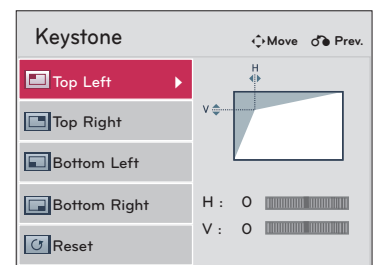 Keystone Move Prev.
Top Left
Top Right
Bottom Left
Bottom Right
Reset
H
V
H : 0
V : 0